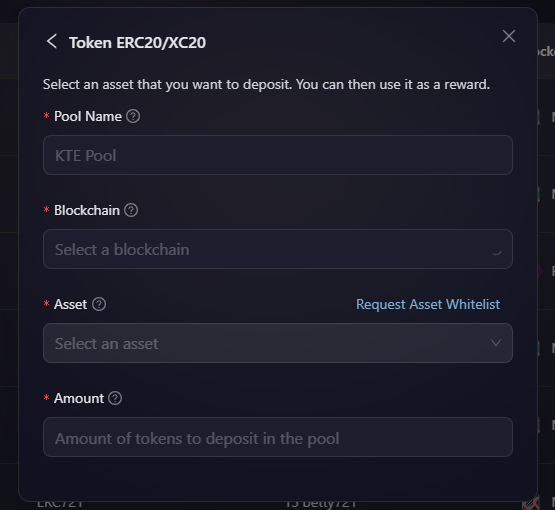 Token ERC20/XC20
Select an asset that you want to deposit. You can then use it as a reward.
* Pool Name
KTE Pool
* Blockchain
Select a blockchain
* Asset Request Asset Whitelist
Select an asset
* Amount
Amount of tokens to deposit in the pool